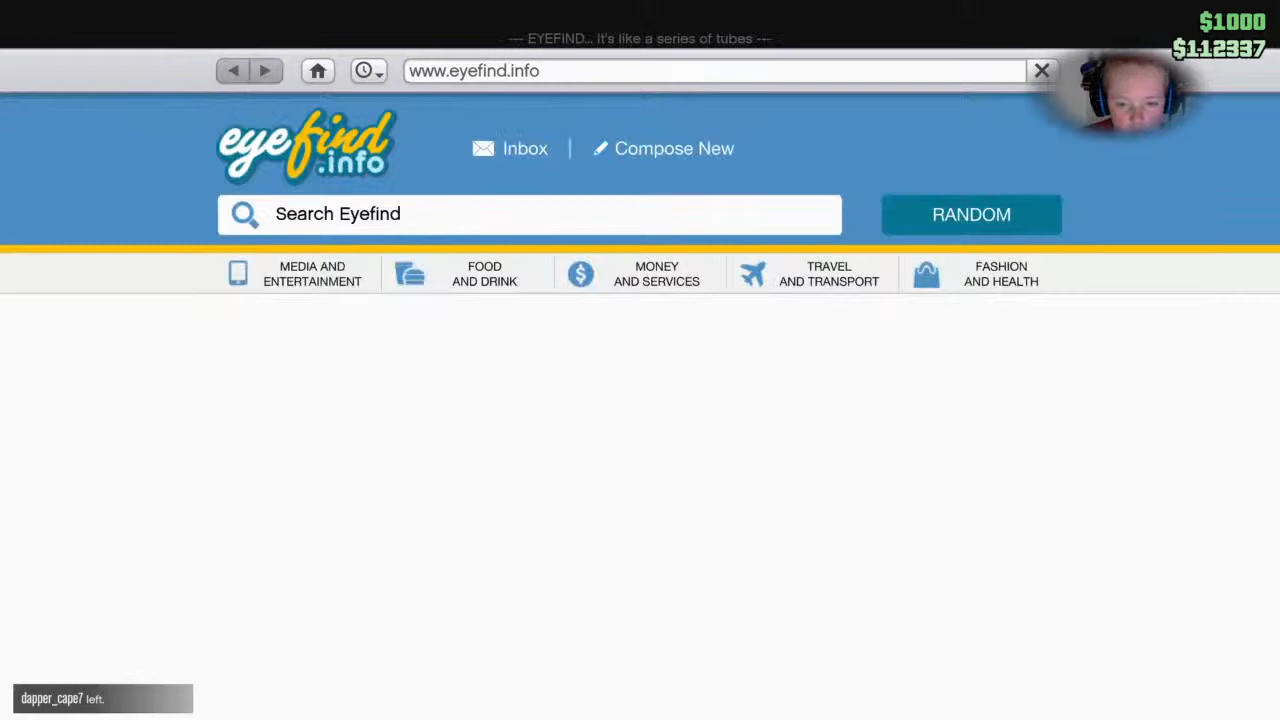 $1000
--- EYEFIND... It's like a series of tubes ---
$112337
www.eyefind.info
eyefind
.info
Inbox
Compose New
Search Eyefind
RANDOM
MEDIA AND
ENTERTAINMENT
FOOD
AND DRINK
MONEY
AND SERVICES
TRAVEL
AND TRANSPORT
FASHION
AND HEALTH
dapper_cape7 left.